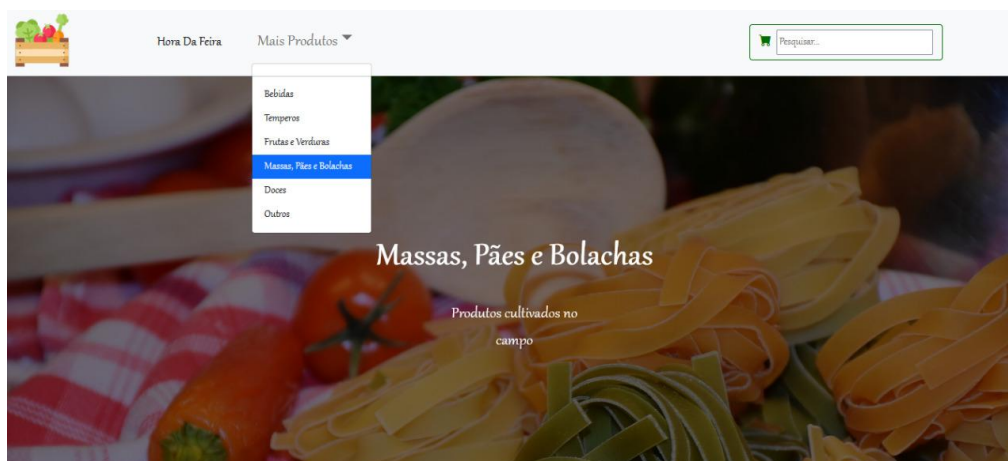 Hora Da Feira
Mais Produtos
Pesquisar...
Bebidas
Temperos
Frutas e Verduras
Massas, Pães e Bolachas
Doces
Outros
Massas, Pães e Bolachas
Produtos cultivados no
campo